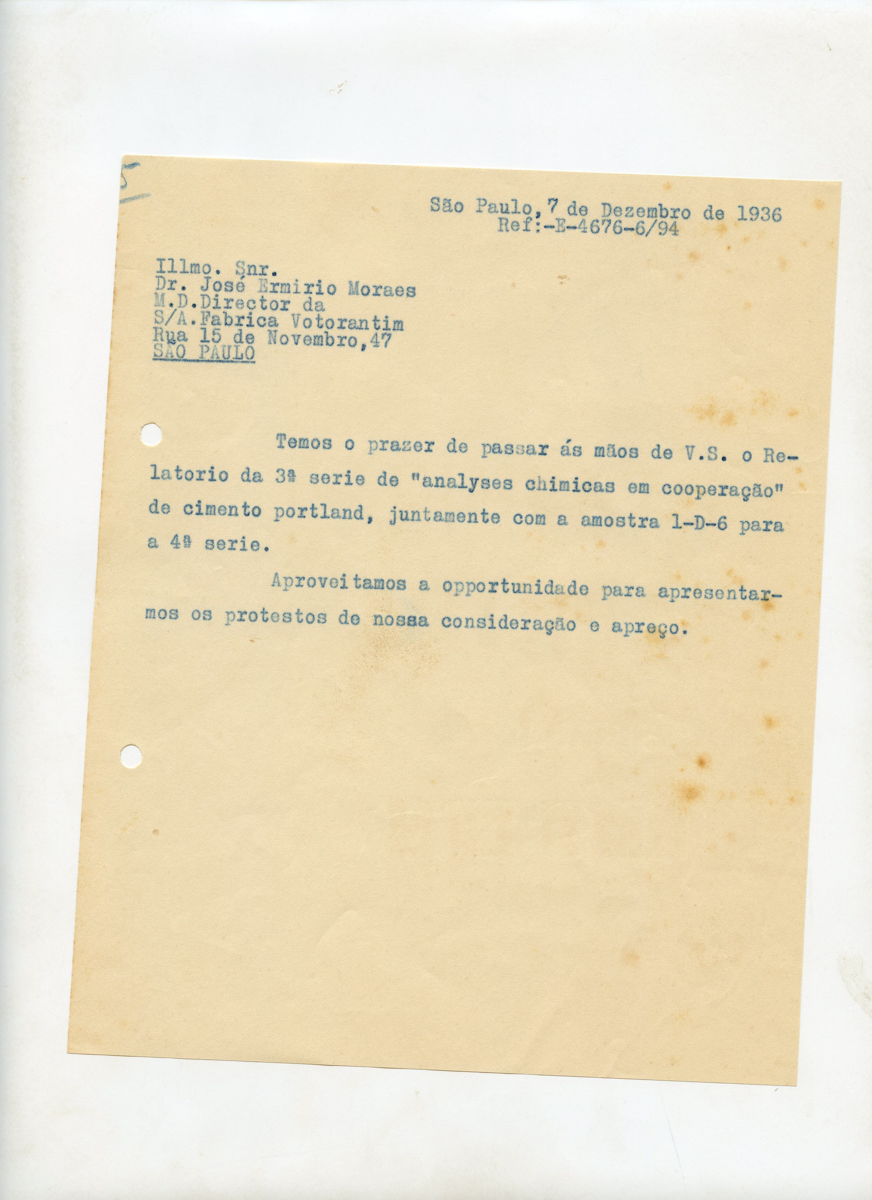 5
São Paulo, 7 de Dezembro de 1936
Ref:-E-4676-6/94
Illmo. Snr.
Dr. José Ermirio Moraes
M.D.Director da
S/A.Fabrica Votorantim
Rua 15 de Novembro,47
SÃO PAULO
Temos o prazer de passar ás mãos de V.S. o Re-
latorio da 3ª serie de "analyses chimicas em cooperação"
de cimento portland, juntamente com a amostra 1-D-6 para
a 4ª serie.
Aproveitamos a opportunidade para apresentar-
mos os protestos de nossa consideração e apreço.